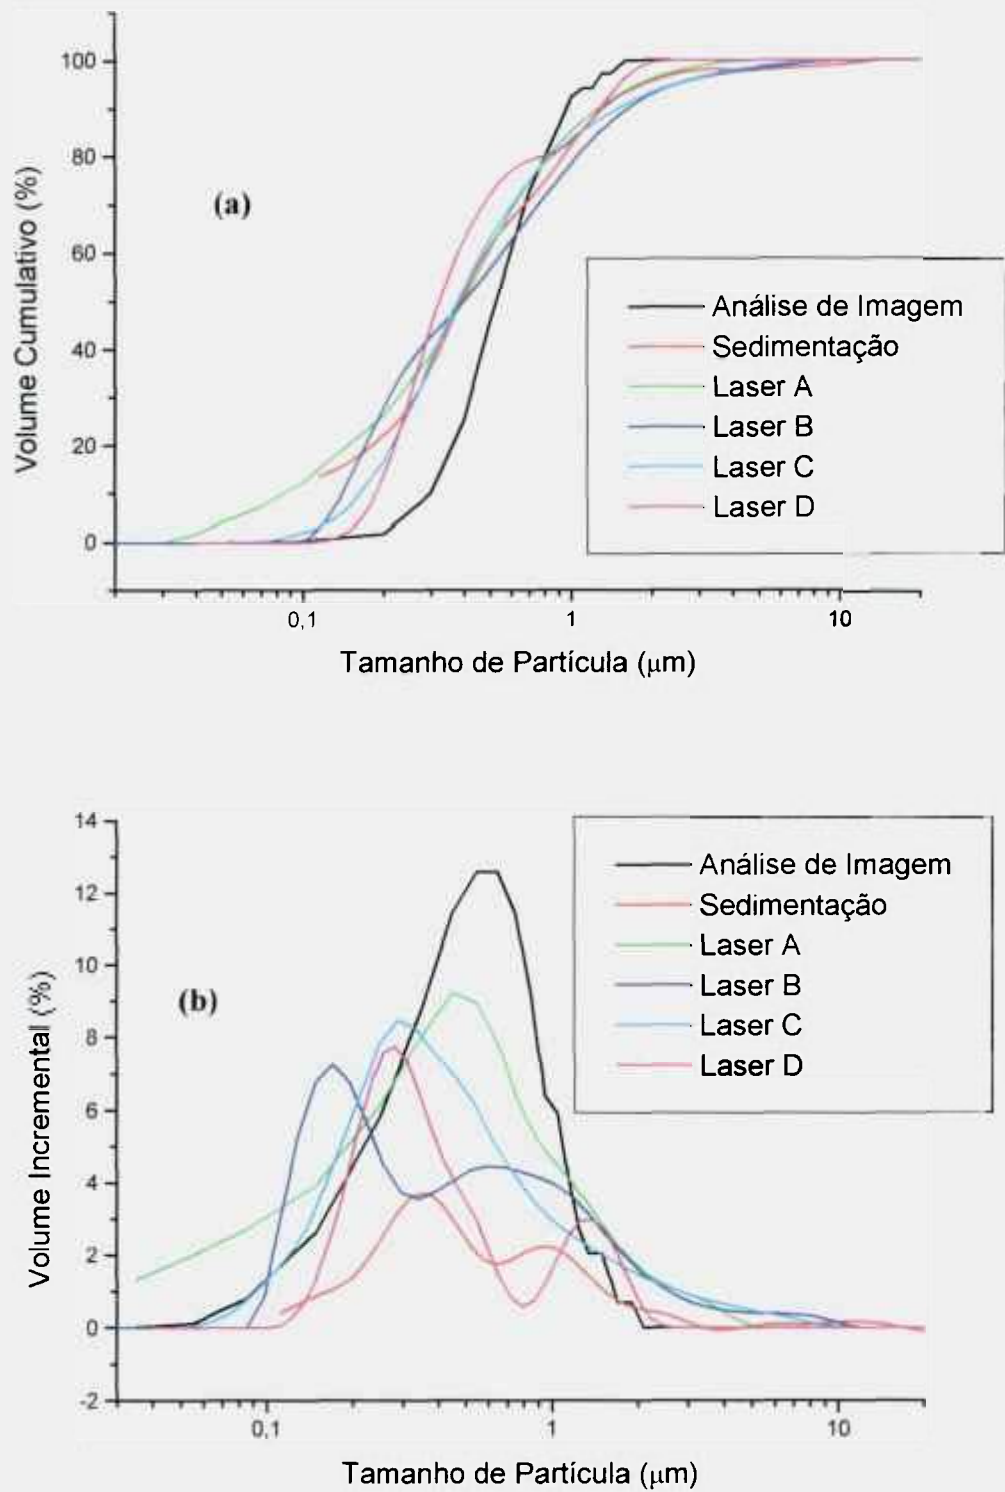 100
80
60
40
20
0
Volume Cumulativo (%)
(a)
Análise de Imagem
Sedimentação
Laser A
Laser B
Laser C
Laser D
0,1
1
10
Tamanho de Partícula (μm)
14
12
10
8
6
4
2
0
-2
Volume Incremental (%)
(b)
Análise de Imagem
Sedimentação
Laser A
Laser B
Laser C
Laser D
0,1
1
10
Tamanho de Partícula (μm)